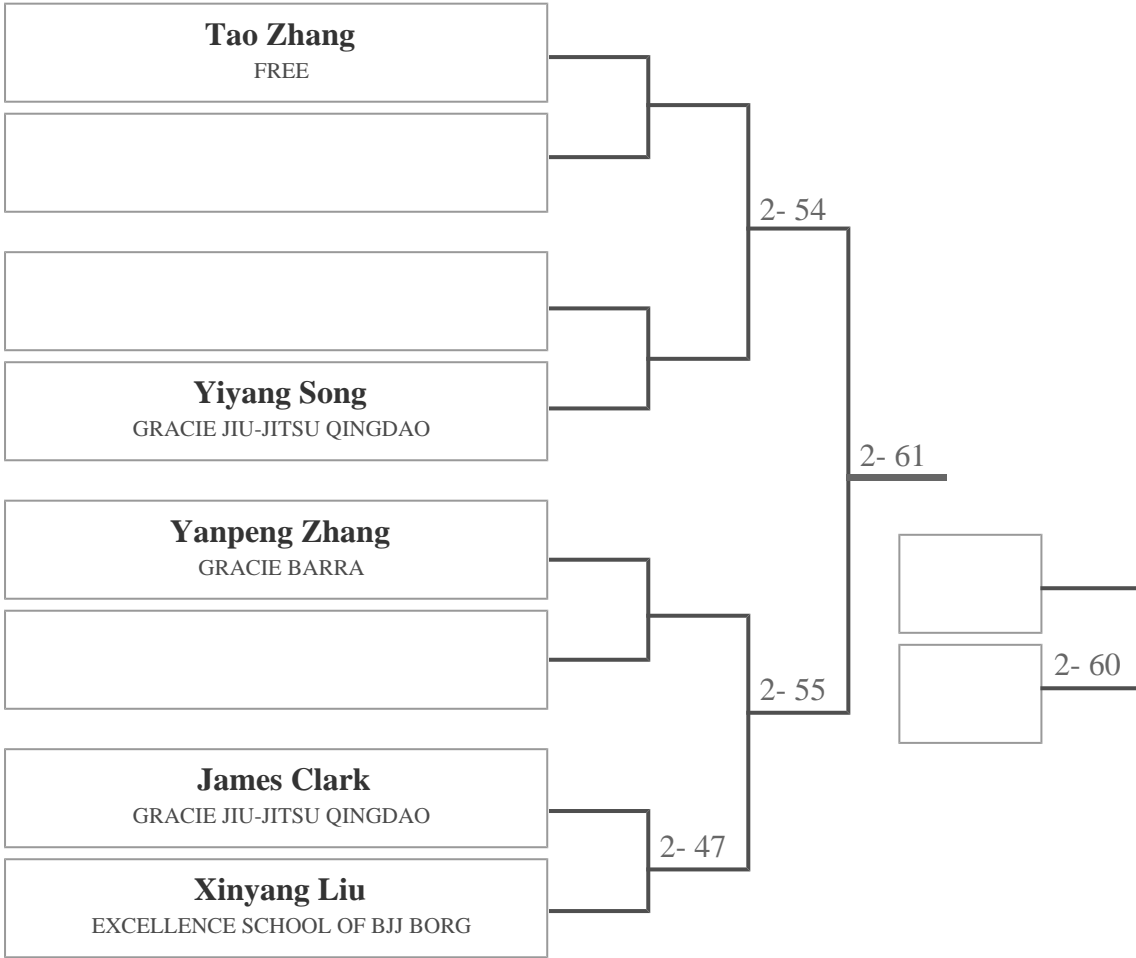 Tao Zhang
FREE
2- 54
Yiyang Song
GRACIE JIU-JITSU QINGDAO
2- 61
Yanpeng Zhang
GRACIE BARRA
2- 60
2- 55
James Clark
GRACIE JIU-JITSU QINGDAO
2- 47
Xinyang Liu
EXCELLENCE SCHOOL OF BJJ BORG